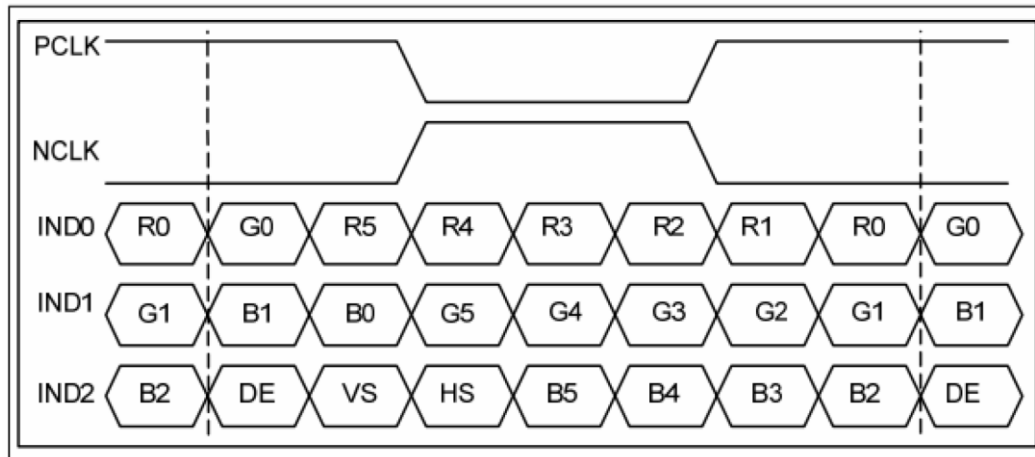 PCLK
NCLK
IND0 R0 G0 R5 R4 R3 R2 R1 R0 G0
IND1 G1 B1 B0 G5 G4 G3 G2 G1 B1
IND2 B2 DE VS HS B5 B4 B3 B2 DE